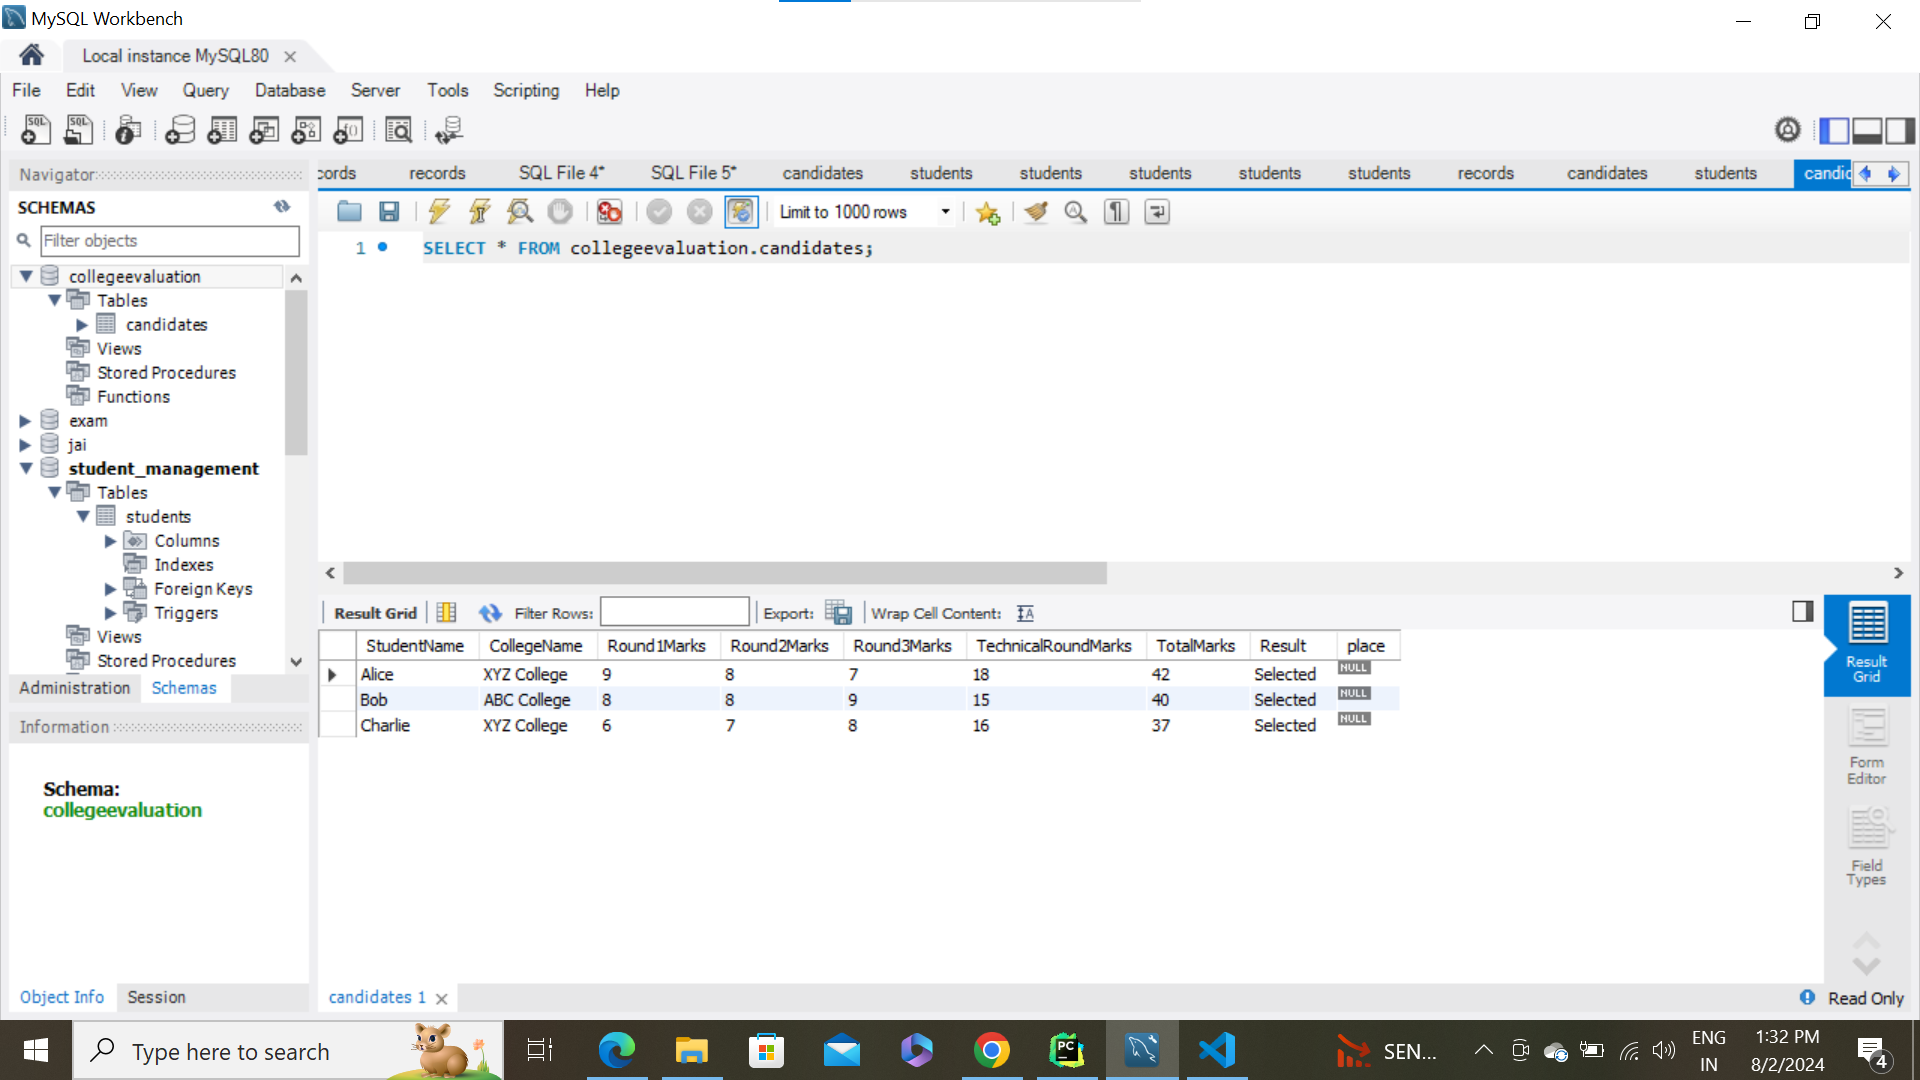 MySQL Workbench
Local instance MySQL80
File Edit View Query Database Server Tools Scripting Help
SQL SQL
Navigator
cords records SQL File 4* SQL File 5* candidates students students students students students records candidates students candic
SCHEMAS
Filter objects
Limit to 1000 rows
1 SELECT * FROM collegeevaluation.candidates;
collegeevaluation
Tables
candidates
Views
Stored Procedures
Functions
exam
jai
student_management
Tables
students
Columns
Indexes
Foreign Keys
Triggers
Views
Stored Procedures
Administration Schemas
Information
Schema:
collegeevaluation
Object Info Session
Result Grid Filter Rows: Export: Wrap Cell Content:
StudentName CollegeName Round1Marks Round2Marks Round3Marks TechnicalRoundMarks TotalMarks Result place
Alice XYZ College 9 8 7 18 42 Selected NULL
Bob ABC College 8 8 9 15 40 Selected NULL
Charlie XYZ College 6 7 8 16 37 Selected NULL
Result
Grid
Form
Editor
Field
Types
candidates 1
Read Only
Type here to search
PC
SEN...
ENG
IN
1:32 PM
8/2/2024
4